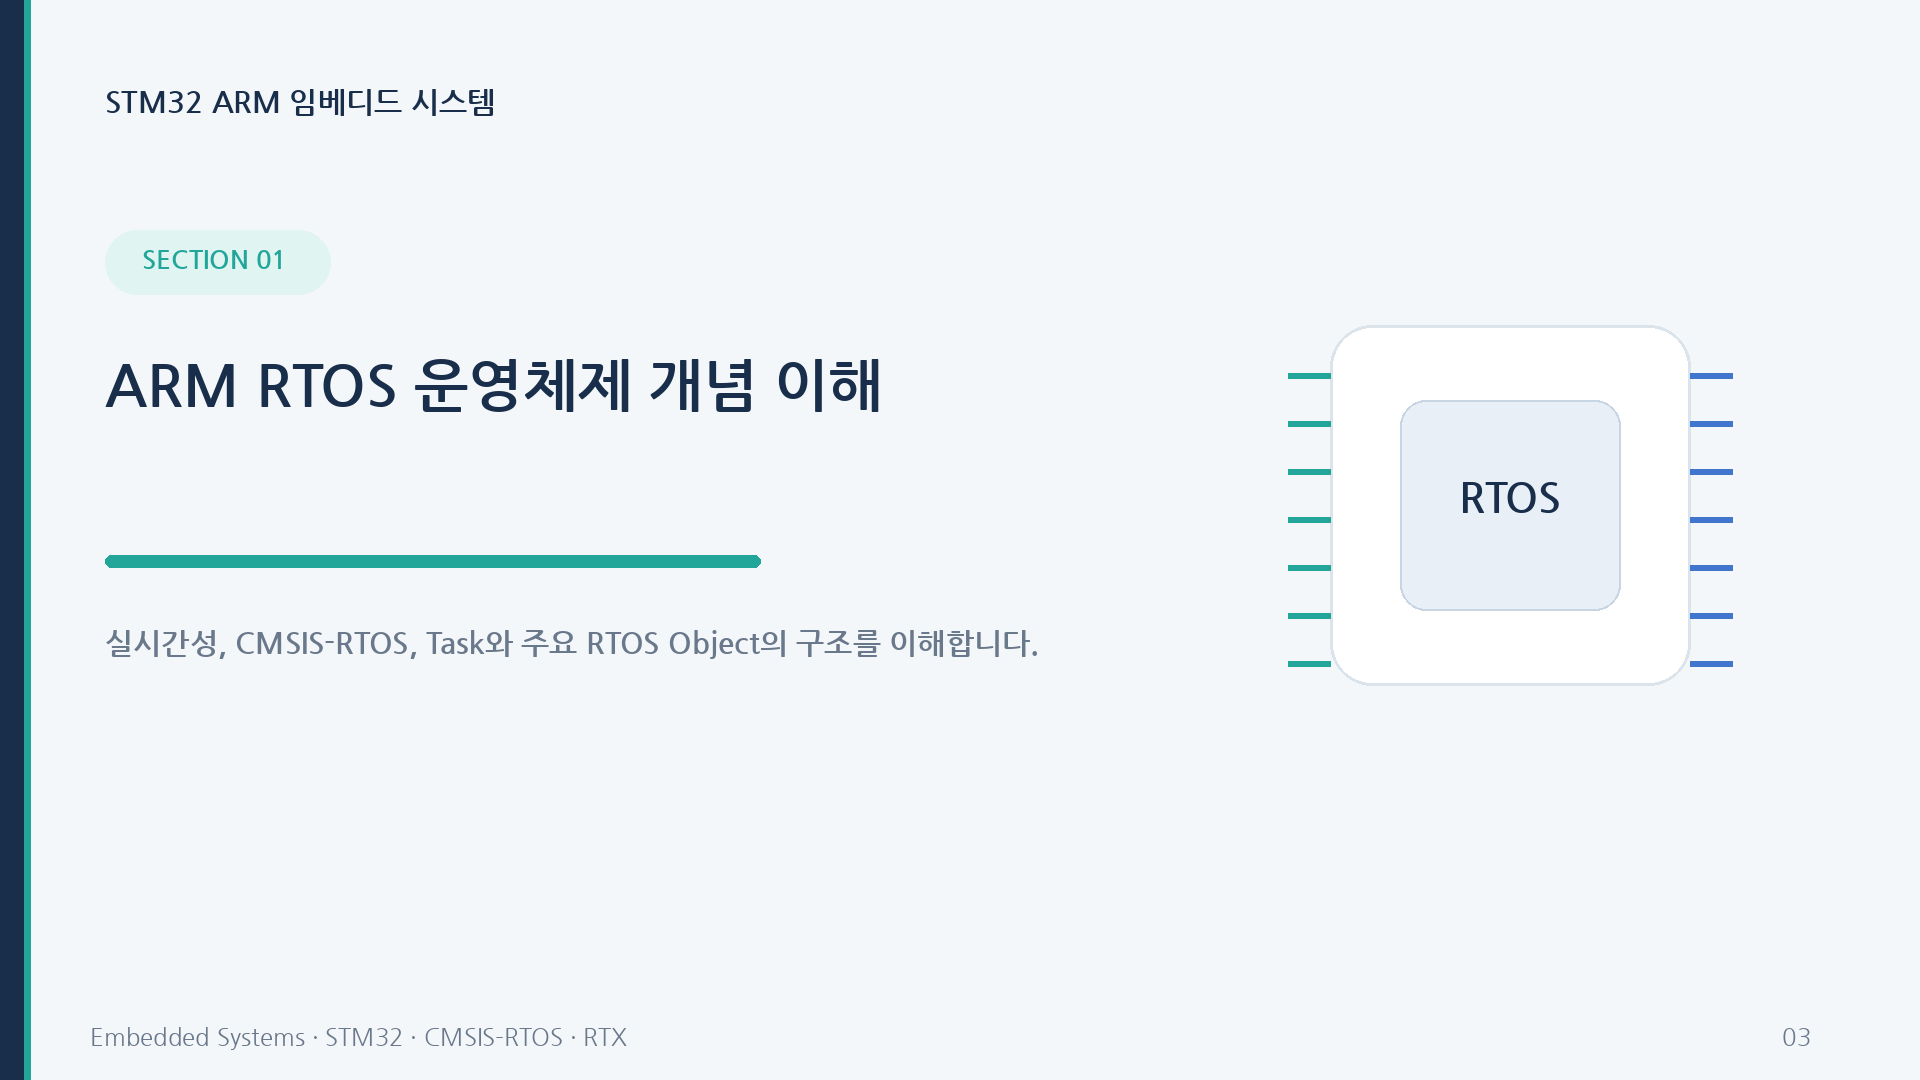 STM32 ARM 임베디드 시스템
SECTION 01
ARM RTOS 운영체제 개념 이해
RTOS
실시간성, CMSIS-RTOS, Task와 주요 RTOS Object의 구조를 이해합니다.
Embedded Systems · STM32 · CMSIS-RTOS · RTX
03